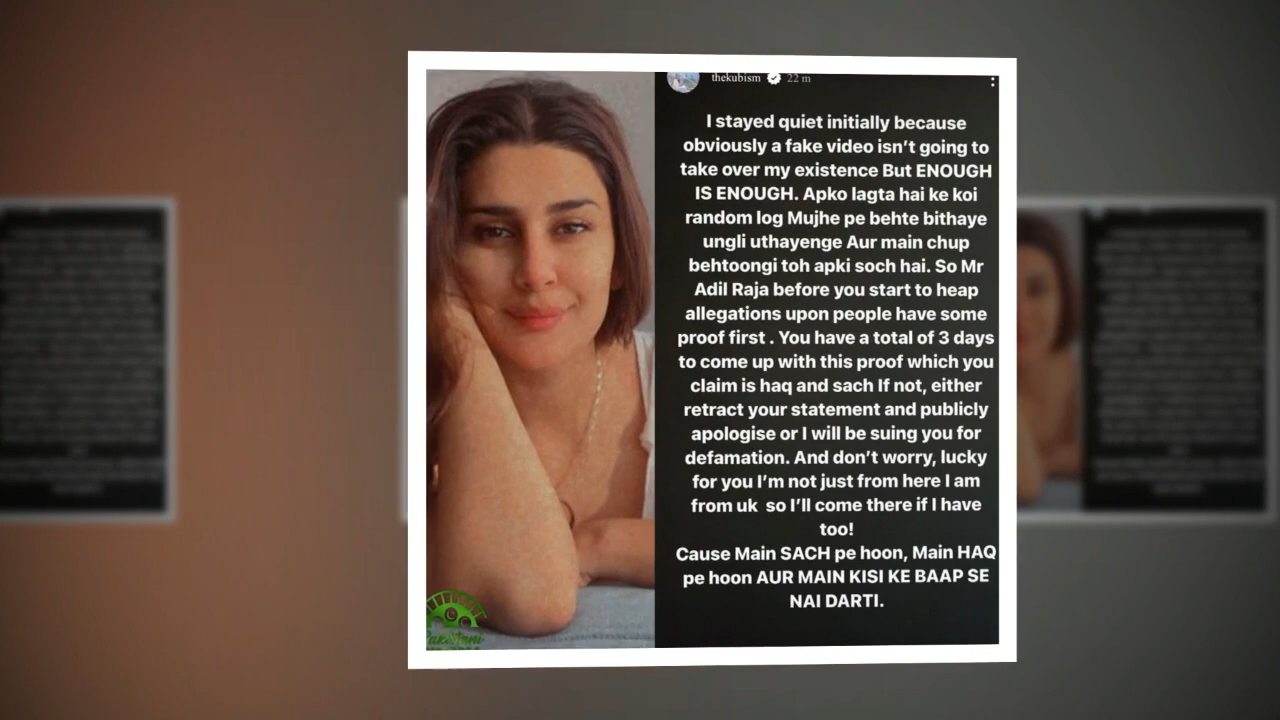 thekubism 22 m
I stayed quiet initially because
obviously a fake video isn't going to
take over my existence But ENOUGH
IS ENOUGH. Apko lagta hai ke koi
random log Mujhe pe behte bithaye
ungli uthayenge Aur main chup
behtoongi toh apki soch hai. So Mr
Adil Raja before you start to heap
allegations upon people have some
proof first . You have a total of 3 days
to come up with this proof which you
claim is haq and sach If not, either
retract your statement and publicly
apologise or I will be suing you for
defamation. And don't worry, lucky
for you I'm not just from here I am
from uk so I'll come there if I have
too!
Cause Main SACH pe hoon, Main HAQ
pe hoon AUR MAIN KISI KE BAAP SE
NAI DARTI.